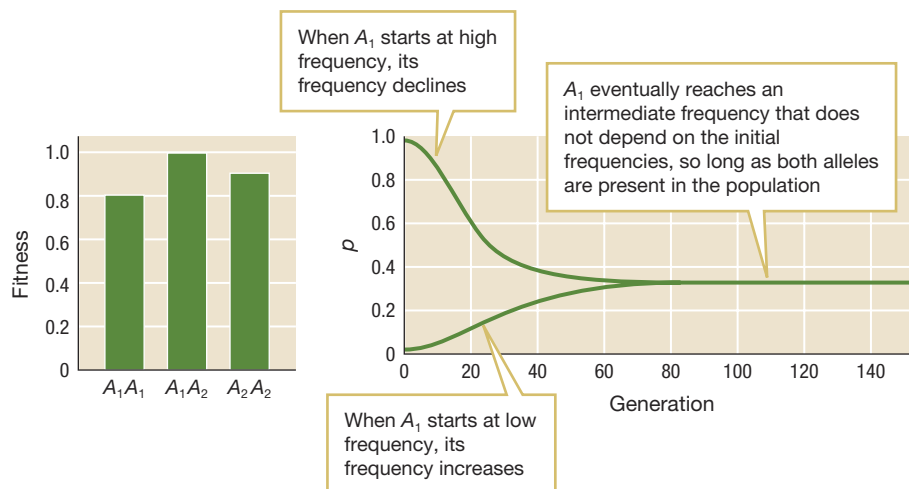 When A₁ starts at high
frequency, its
frequency declines
A₁ eventually reaches an
intermediate frequency that does
not depend on the initial
frequencies, so long as both alleles
are present in the population
Fitness
1.0
0.8
0.6
0.4
0.2
0
A₁A₁ A₁A₂ A₂A₂
p
1.0
0.8
0.6
0.4
0.2
0
0 20 40 60 80 100 120 140
Generation
When A₁ starts at low
frequency, its
frequency increases